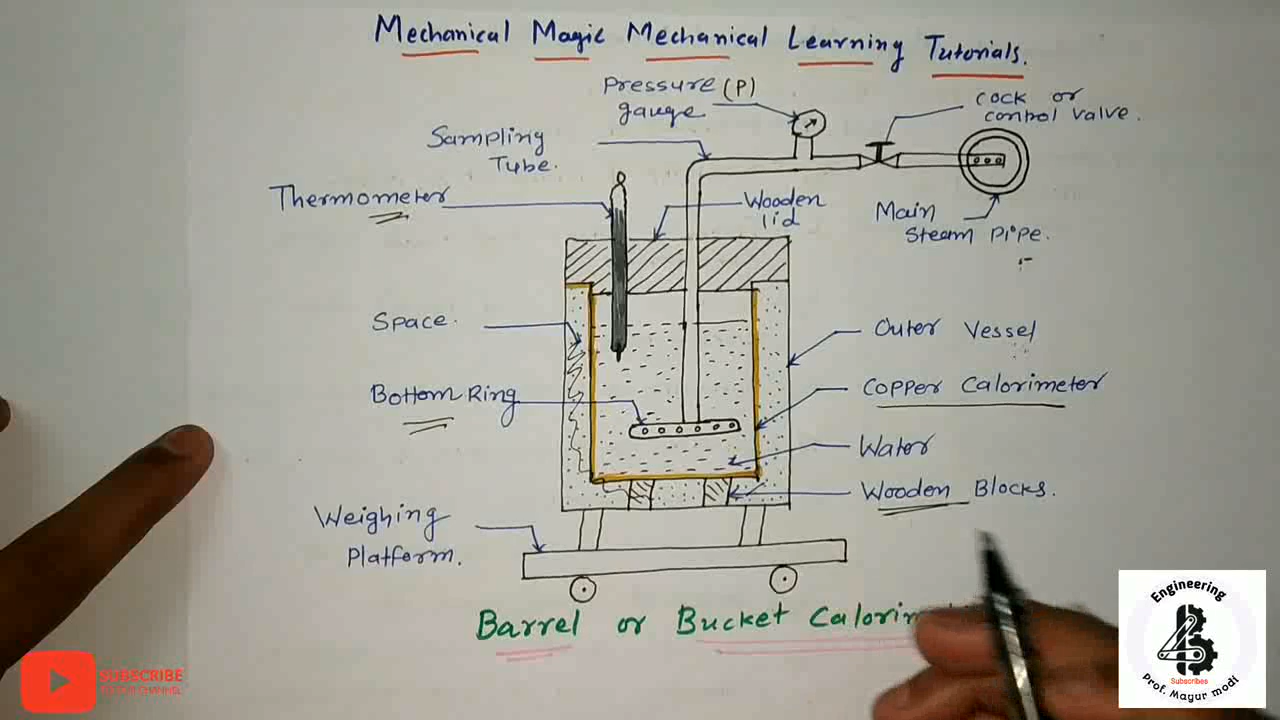 Mechanical Magic Mechanical Learning Tutorials.
Pressure (P)
gauge
cock or
control valve.
Sampling
Tube.
Thermometer
Wooden
lid
Main
Steam Pipe.
Space.
Outer Vessel
Bottom Ring
Copper Calorimeter
Water
Wooden Blocks.
Weighing
Platform.
Barrel or Bucket
SUBSCRIBE
Engineering
Subscribes
Prof. Mayur modi